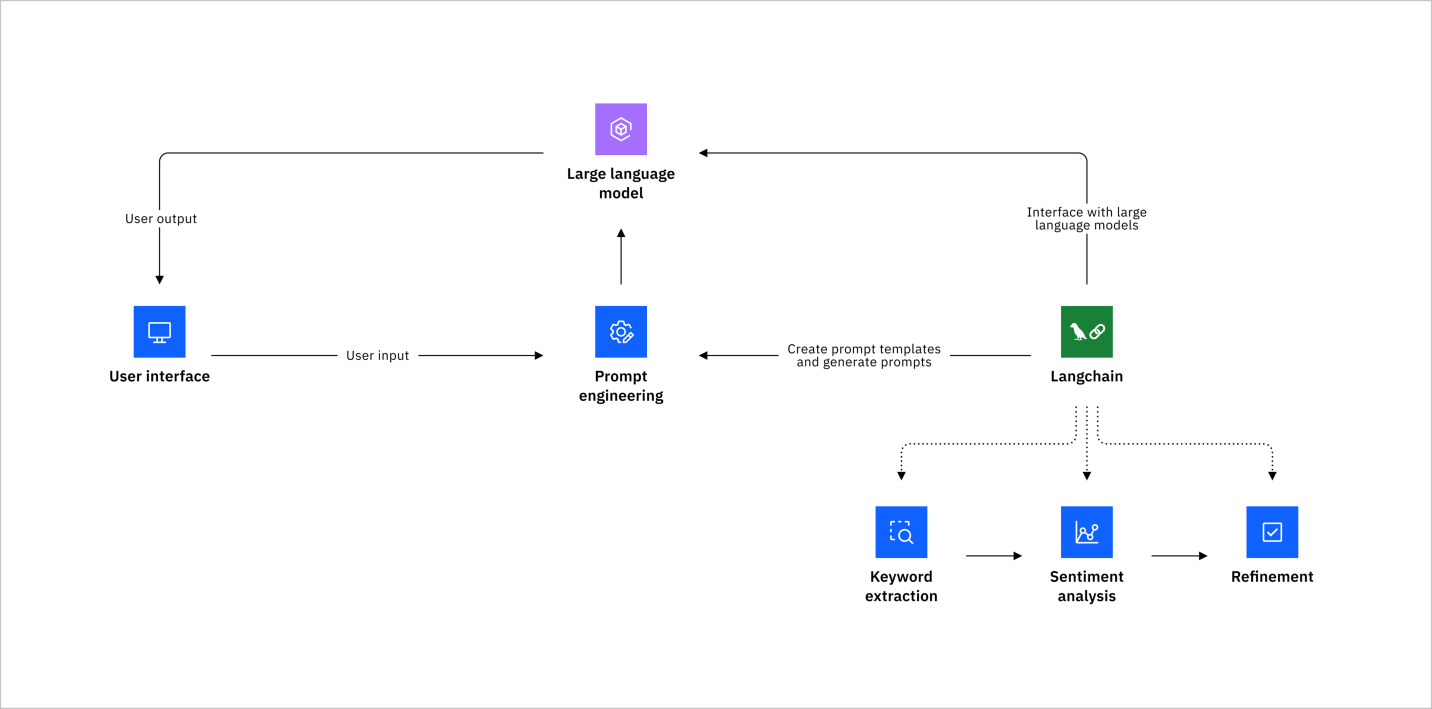 Large language
model
User output
Interface with large
language models
User interface
User input
Prompt
engineering
Create prompt templates
and generate prompts
Langchain
Keyword
extraction
Sentiment
analysis
Refinement